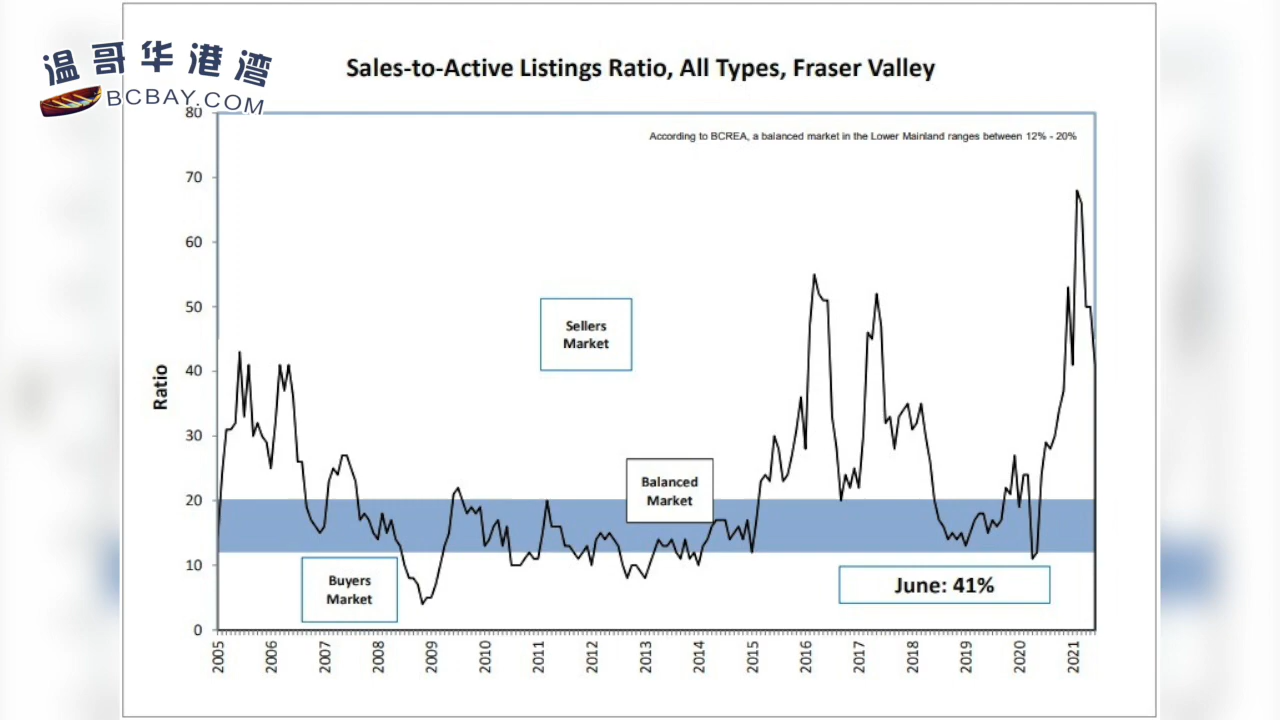 温哥华港湾
BCBAY.COM
Sales-to-Active Listings Ratio, All Types, Fraser Valley
According to BCREA, a balanced market in the Lower Mainland ranges between 12% - 20%
80
70
60
50
40
30
20
10
0
Ratio
Sellers
Market
Balanced
Market
Buyers
Market
June: 41%
2005
2006
2007
2008
2009
2010
2011
2012
2013
2014
2015
2016
2017
2018
2019
2020
2021